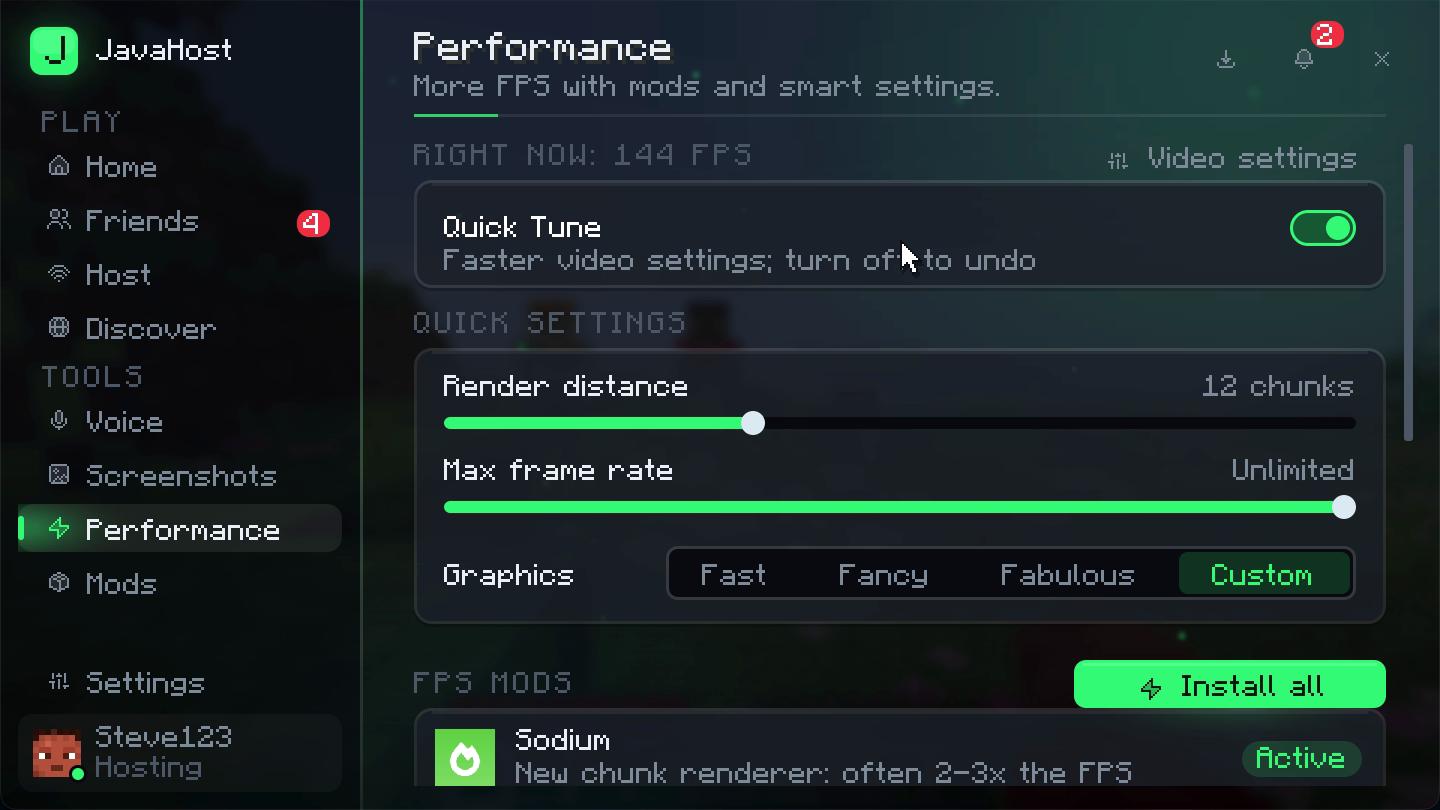 J JavaHost
PLAY
Home
Friends 4
Host
Discover
TOOLS
Voice
Screenshots
Performance
Mods
Settings
Steve123
Hosting
Performance
More FPS with mods and smart settings.
2
RIGHT NOW: 144 FPS
Video settings
Quick Tune
Faster video settings; turn off to undo
QUICK SETTINGS
Render distance 12 chunks
Max frame rate Unlimited
Graphics Fast Fancy Fabulous Custom
FPS MODS
Install all
Sodium
New chunk renderer: often 2-3x the FPS
Active